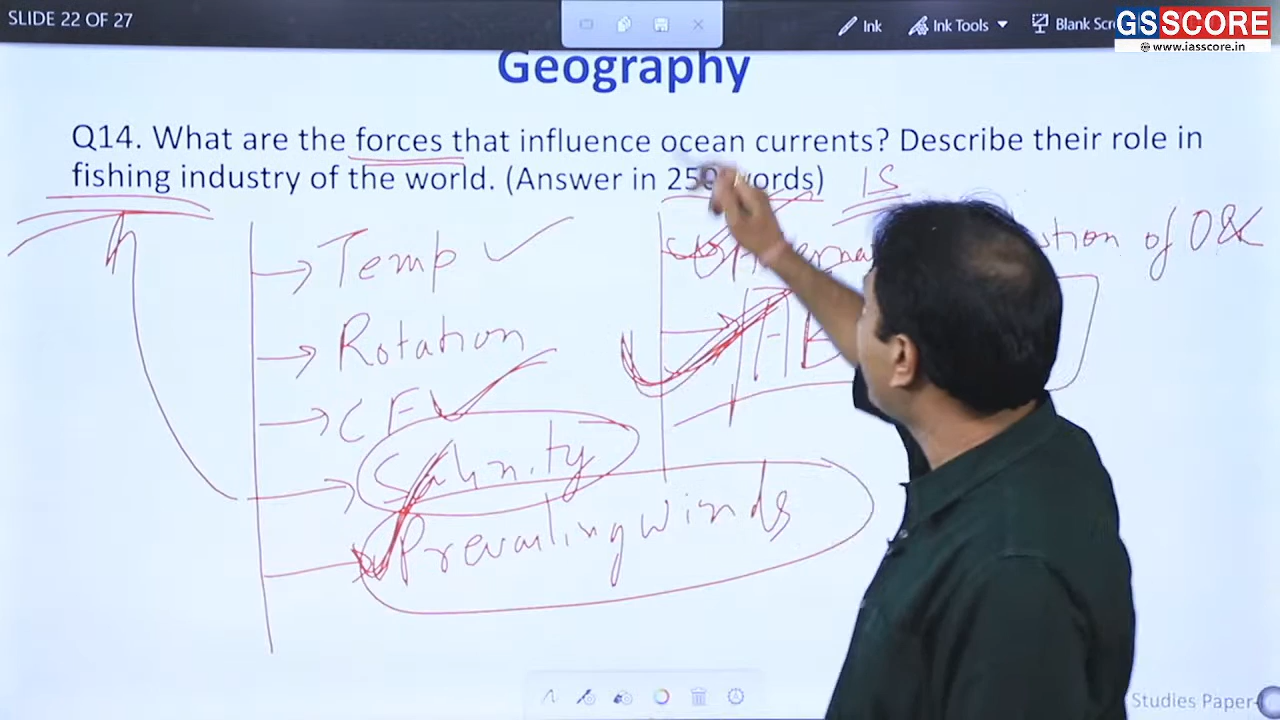 SLIDE 22 OF 27
Ink
Ink Tools
Blank Scr
GSSCORE
www.iasscore.in
Geography
Q14. What are the forces that influence ocean currents? Describe their role in
fishing industry of the world. (Answer in 250 words) 15
Temp
Rotation
CF
Salinity
Prevailing winds
of O&
Studies Paper-